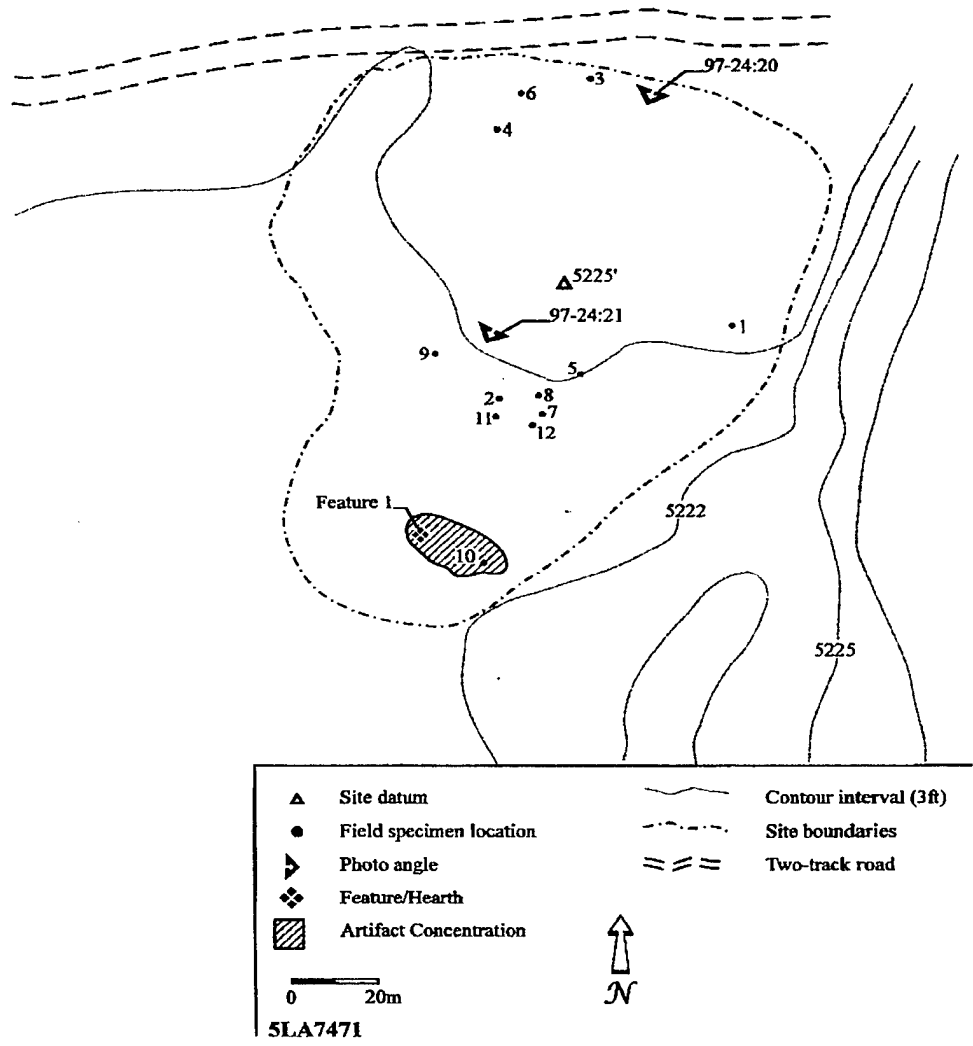 97-24:20
3
6
4
5225'
97-24:21
1
9
5
2
8
11
7
12
Feature 1
5222
10
5225
Site datum
Contour interval (3ft)
Field specimen location
Site boundaries
Photo angle
Two-track road
Feature/Hearth
Artifact Concentration
0 20m
N
5LA7471